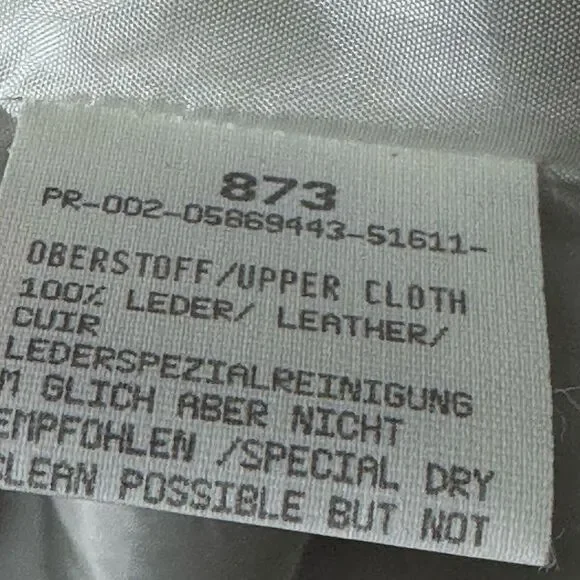 873
PR-002-05869443-51611-
OBERSTOFF/UPPER CLOTH
100% LEDER/ LEATHER/
CUIR
LEDERSPEZIALREINIGUNG
M GLICH ABER NICHT
EMPFOHLEN /SPECIAL DRY
CLEAN POSSIBLE BUT NOT